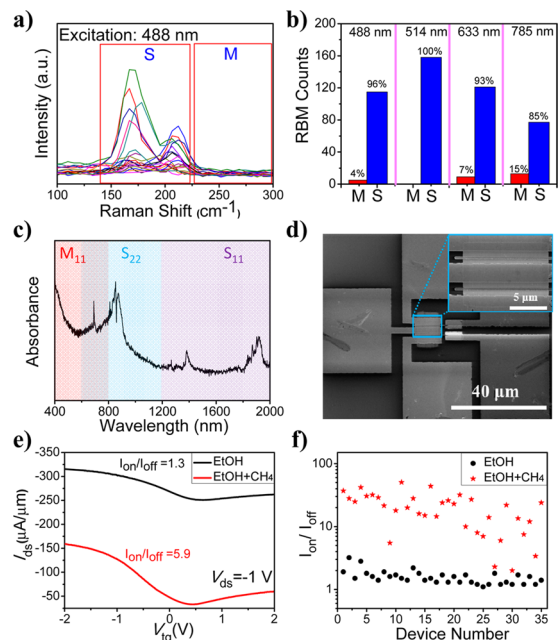 a)
Excitation: 488 nm
S
M
Intensity (a.u.)
100
150
200
250
300
Raman Shift (cm-1)
b)
488 nm
514 nm
633 nm
785 nm
RBM Counts
150
100
50
0
4%
96%
100%
7%
93%
15%
85%
M S
M S
M S
M S
c)
M11
S22
S11
Absorbance
400
800
1200
1600
2000
Wavelength (nm)
d)
5 µm
40 µm
e)
Ion/Ioff =1.3
EtOH
EtOH+CH4
Ion/Ioff =5.9
Vds=-1 V
Ids(µA/µm)
-350
-300
-250
-200
-150
-100
-50
-2
-1
0
1
2
Vtg(V)
f)
EtOH
EtOH+CH4
Ion/ Ioff
100
10
1
0
5
10
15
20
25
30
35
Device Number